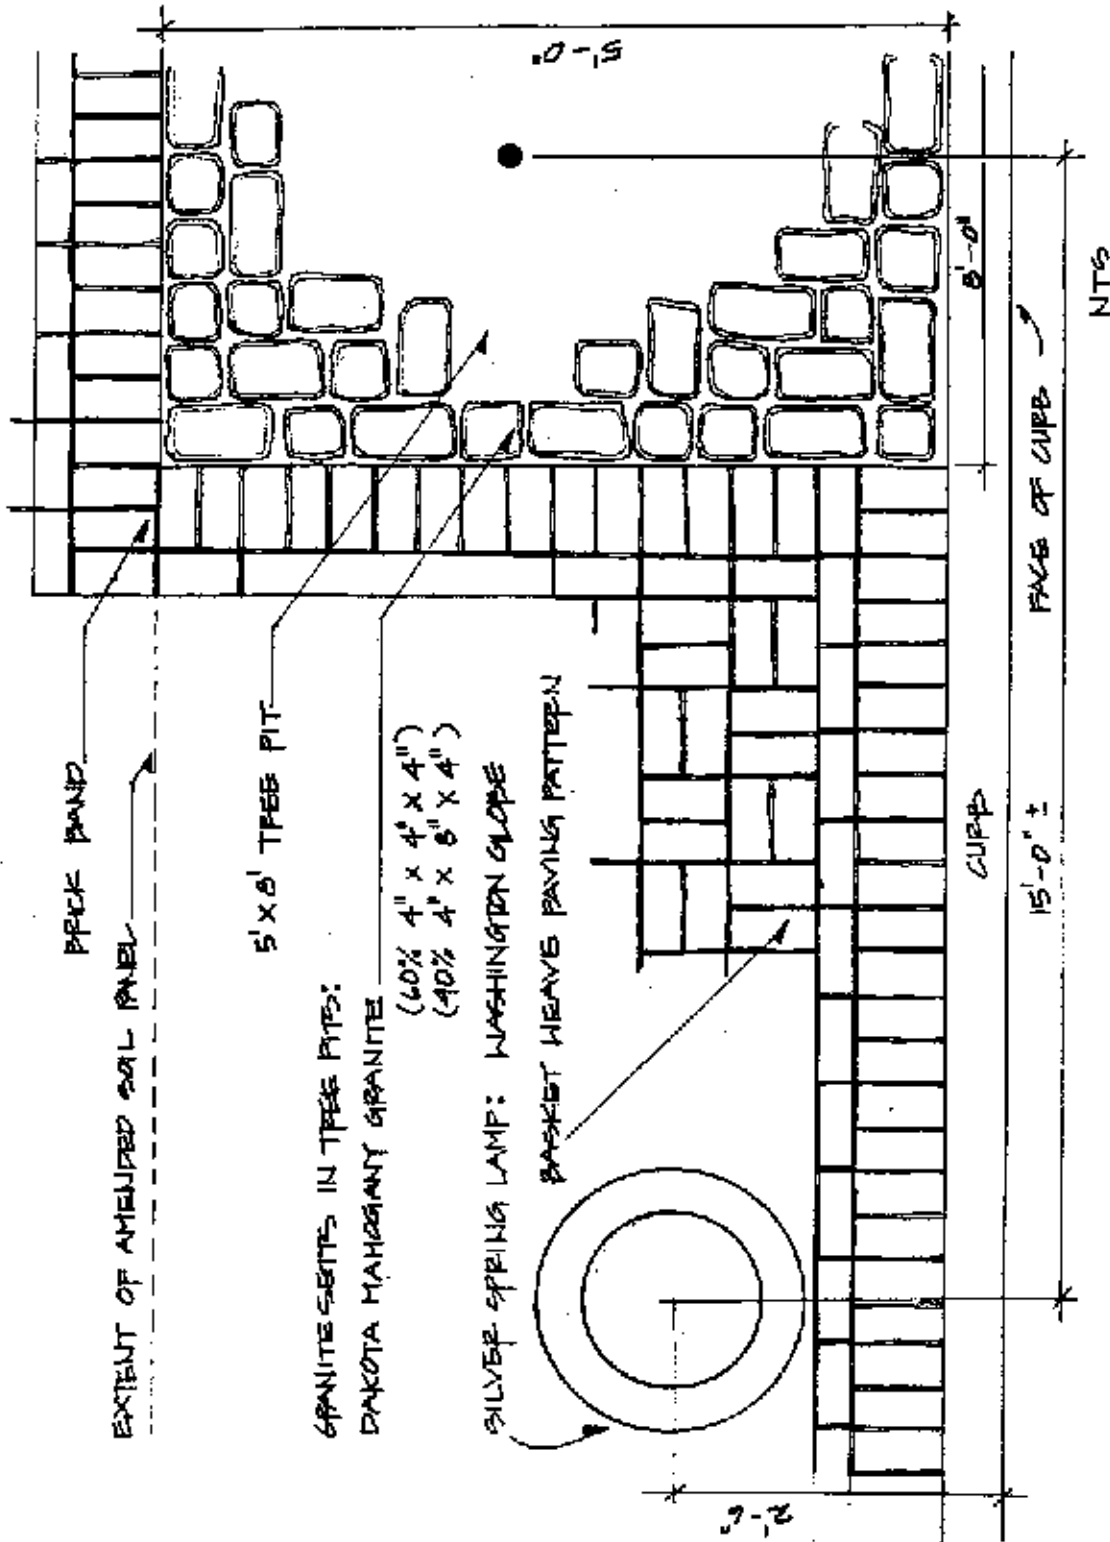 BRICK BAND
EXTENT OF AMENDED SOIL PANEL
5' X 8' TREE PIT
GRANITE SETTS IN TREE PITS:
DAKOTA MAHOGANY GRANITE
(60% 4" X 4" X 4")
(40% 4" X 8" X 4")
SILVER SPRING LAMP: WASHINGTON GLOBE
BASKET WEAVE PAVING PATTERN
5'-0"
8'-0"
CURB
FACE OF CURB
15'-0" ±
2'-6"
NTS